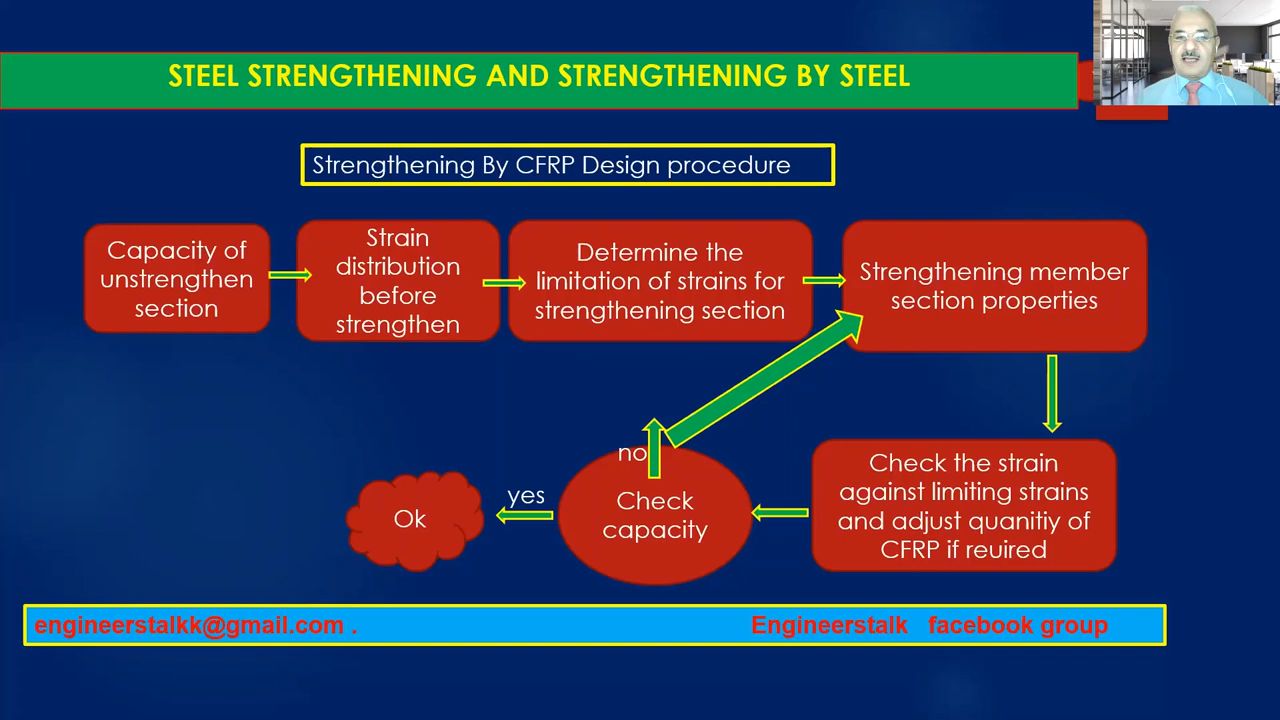 STEEL STRENGTHENING AND STRENGTHENING BY STEEL
Strengthening By CFRP Design procedure
Capacity of
unstrengthen
section
Strain
distribution
before
strengthen
Determine the
limitation of strains for
strengthening section
Strengthening member
section properties
Check the strain
against limiting strains
and adjust quanitiy of
CFRP if reuired
no
Check
capacity
yes
Ok
engineerstalkk@gmail.com .
Engineerstalk facebook group